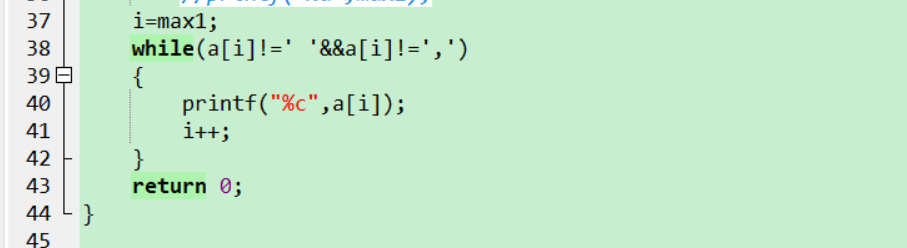 37 i=max1;
38 while(a[i]!=' '&&a[i]!=',')
39 {
40 printf("%c",a[i]);
41 i++;
42 }
43 return 0;
44 }
45